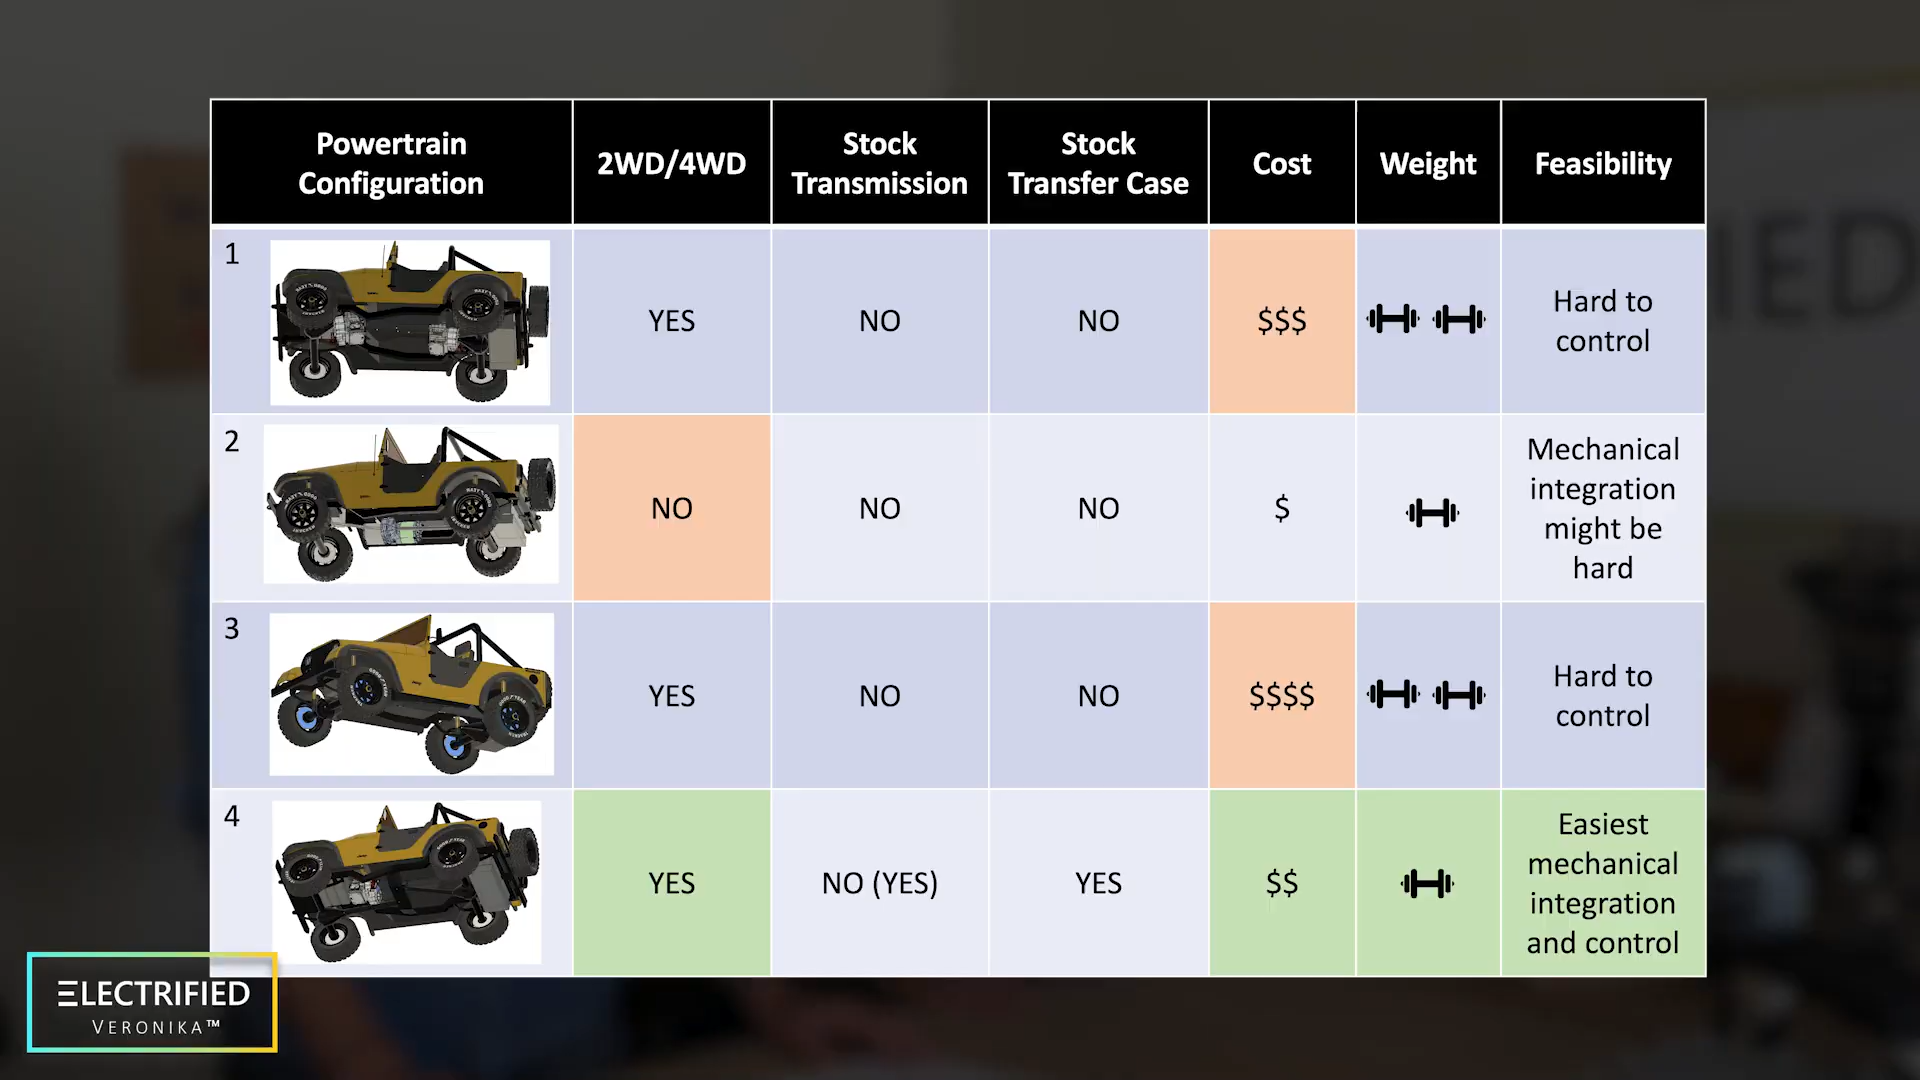 Powertrain
Configuration
2WD/4WD
Stock
Transmission
Stock
Transfer Case
Cost
Weight
Feasibility
1
YES
NO
NO
$$$
Hard to
control
2
NO
NO
NO
$
Mechanical
integration
might be
hard
3
YES
NO
NO
$$$$
Hard to
control
4
YES
NO (YES)
YES
$$
Easiest
mechanical
integration
and control
ELECTRIFIED
VERONIKA™
IED